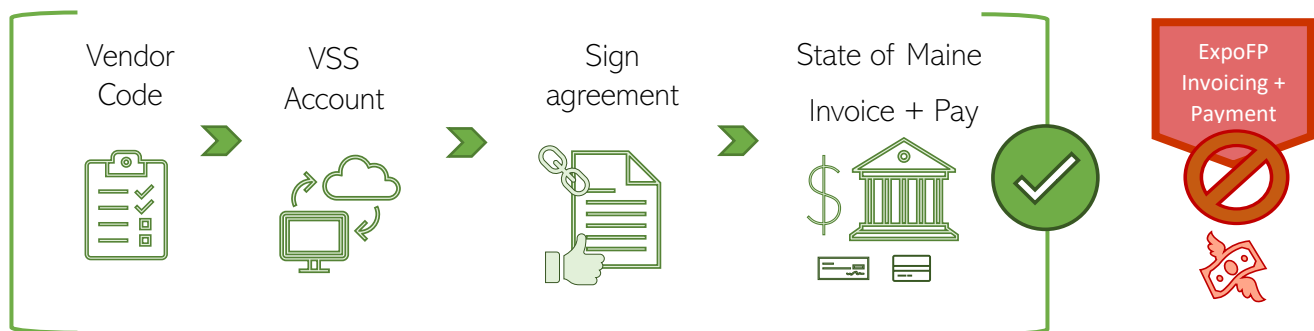 Vendor
Code
VSS
Account
Sign
agreement
State of Maine
Invoice + Pay
$
ExpoFP
Invoicing +
Payment